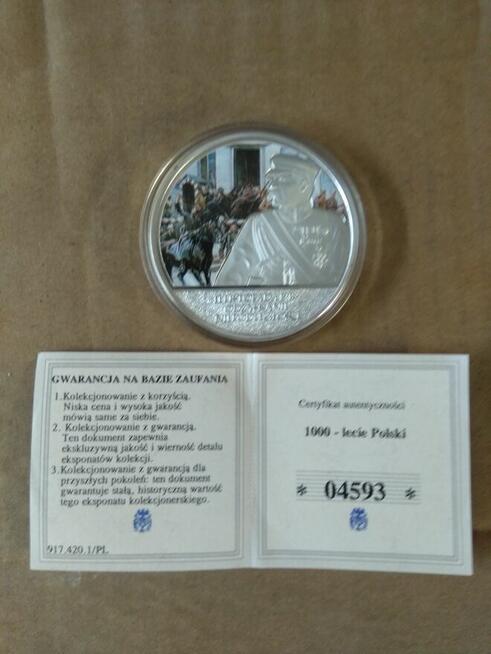 GWARANCJA NA BAZIE ZAUFANIA
1.Kolekcjonowanie z korzyścią.
Niska cena i wysoka jakość
mówią same za siebie.
2. Kolekcjonowanie z gwarancją.
Ten dokument zapewnia
ekskluzywną jakość i wierność detalu
eksponatów kolekcji.
3.Kolekcjonowanie z gwarancją dla
przyszłych pokoleń: ten dokument
gwarantuje stałą, historyczną wartość
tego eksponatu kolekcjonerskiego.
917.420.1/PL
Certyfikat autentyczności
1000 - lecie Polski
* 04593 *